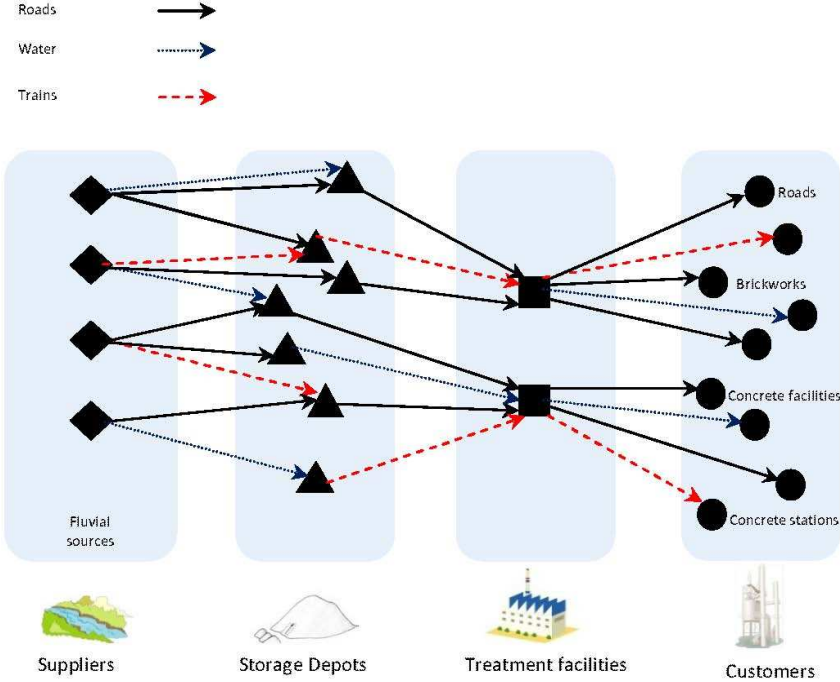 Roads
Water
Trains
Roads
Brickworks
Concrete facilities
Concrete stations
Fluvial
sources
Suppliers
Storage Depots
Treatment facilities
Customers